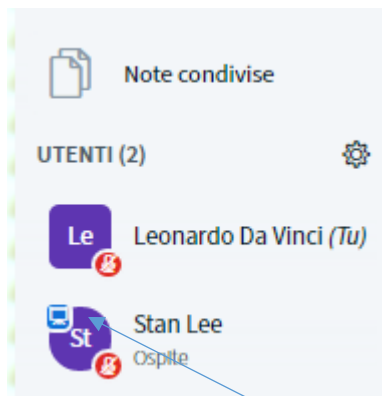 Note condivise
UTENTI (2)
Le
Leonardo Da Vinci (Tu)
St
Stan Lee
Ospite